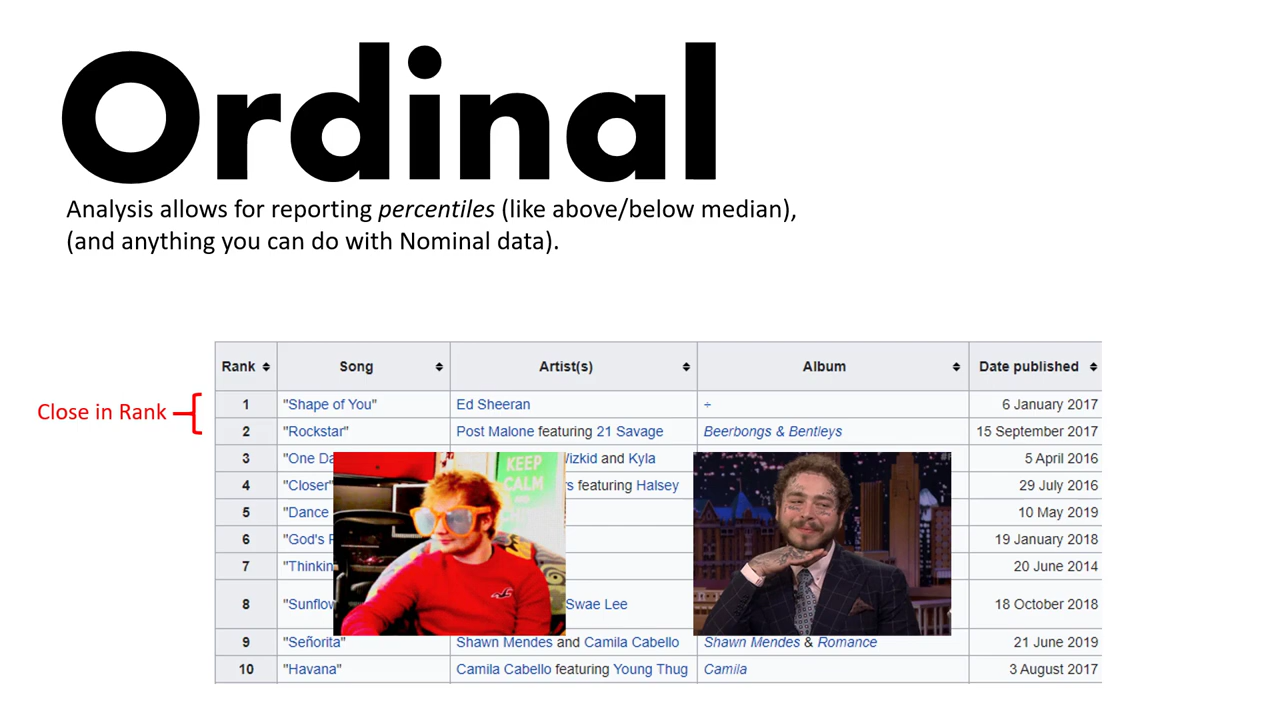 Ordinal
Analysis allows for reporting percentiles (like above/below median),
(and anything you can do with Nominal data).
Rank Song Artist(s) Album Date published
Close in Rank
1 "Shape of You" Ed Sheeran ÷ 6 January 2017
2 "Rockstar" Post Malone featuring 21 Savage Beerbongs & Bentleys 15 September 2017
3 "One and Kyla 5 April 2016
4 "Closer" featuring Halsey 29 July 2016
5 "Dance 10 May 2019
6 "God's 19 January 2018
7 20 June 2014
8 Swae Lee 18 October 2018
9 "Señorita" Shawn Mendes and Camila Cabello Shawn Mendes & Romance 21 June 2019
10 "Havana" Camila Cabello featuring Young Thug Camila 3 August 2017
KEEP
CALM